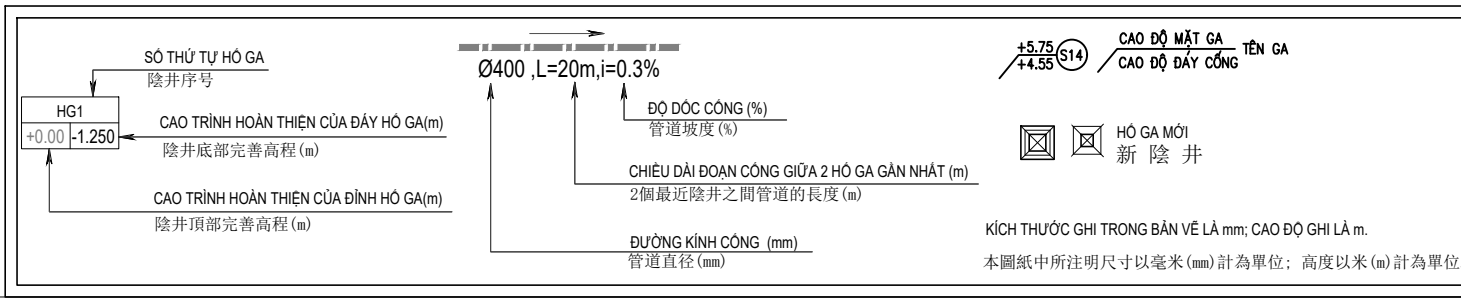 SỐ THỨ TỰ HỐ GA
陰井序号
HG1
+0.00 -1.250
CAO TRÌNH HOÀN THIỆN CỦA ĐÁY HỐ GA(m)
陰井底部完善高程(m)
CAO TRÌNH HOÀN THIỆN CỦA ĐỈNH HỐ GA(m)
陰井頂部完善高程(m)
Ø400 ,L=20m,i=0.3%
ĐỘ DỐC CỐNG (%)
管道坡度(%)
CHIỀU DÀI ĐOẠN CỐNG GIỮA 2 HỐ GA GẦN NHẤT (m)
2個最近陰井之間管道的長度(m)
ĐƯỜNG KÍNH CỐNG (mm)
管道直径(mm)
+5.75
+4.55
S14
CAO ĐỘ MẶT GA
CAO ĐỘ ĐÁY CỐNG
TÊN GA
HỐ GA MỚI
新 陰 井
KÍCH THƯỚC GHI TRONG BẢN VẼ LÀ mm; CAO ĐỘ GHI LÀ m.
本圖紙中所注明尺寸以毫米(mm)計為單位; 高度以米(m)計為單位